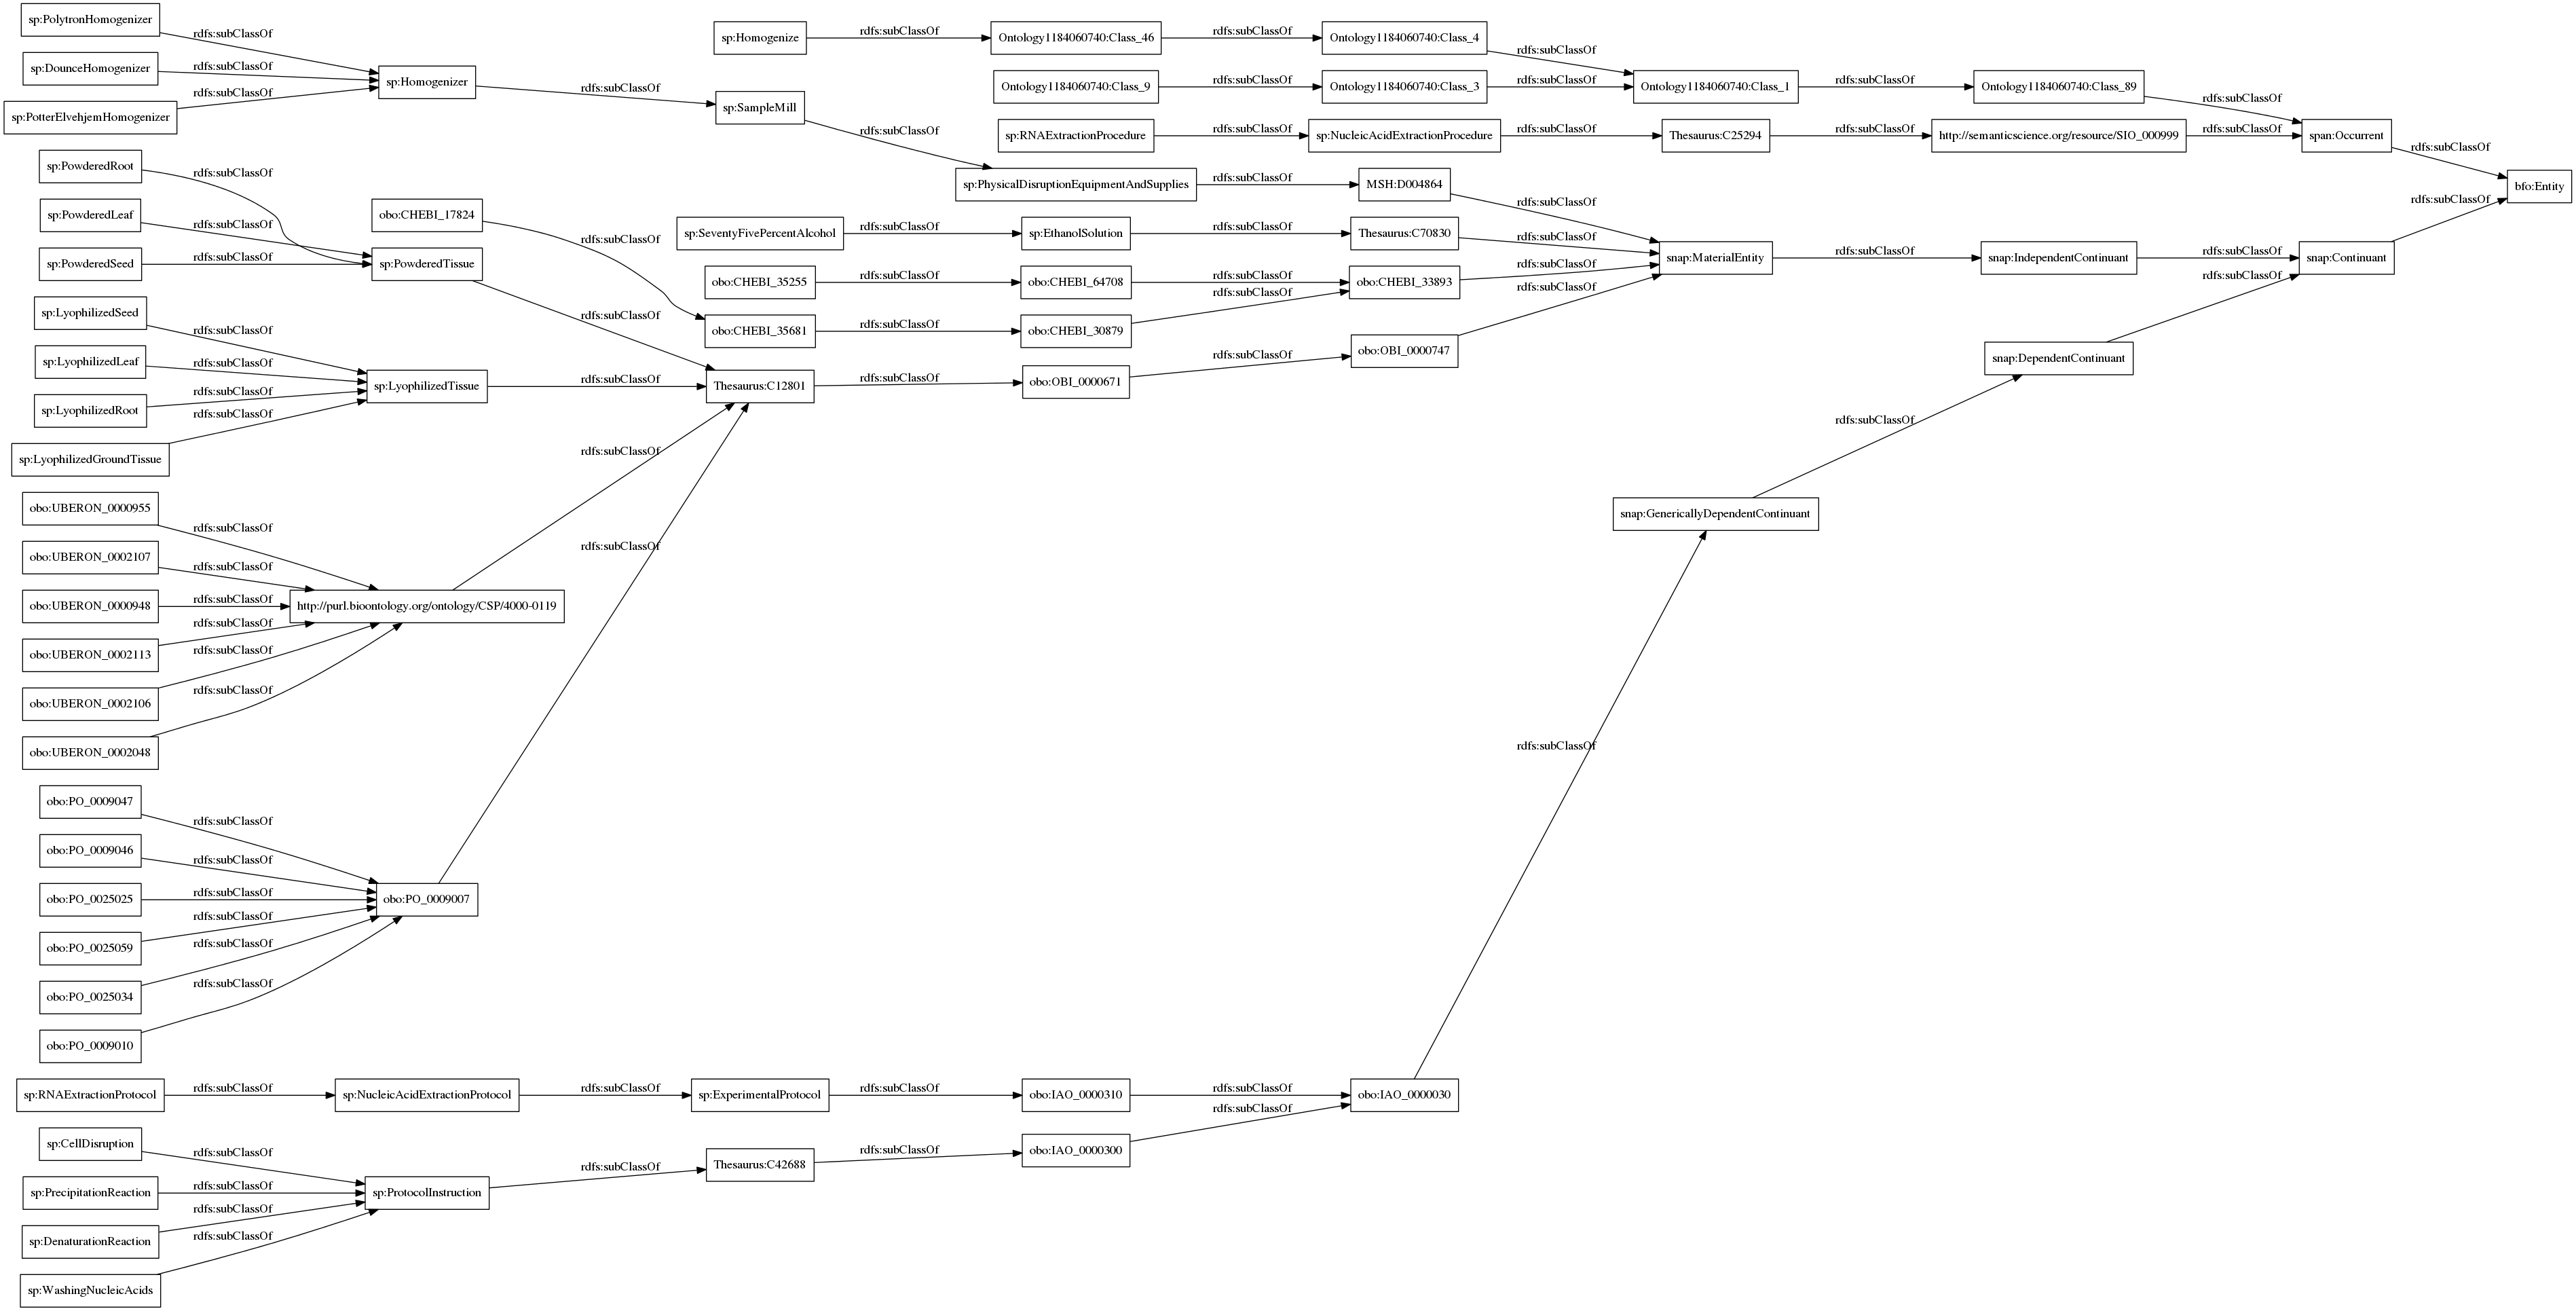 sp:PolytronHomogenizer
rdfs:subClassOf
sp:DounceHomogenizer
rdfs:subClassOf
sp:PotterElvehjemHomogenizer
rdfs:subClassOf
sp:Homogenizer
rdfs:subClassOf
sp:SampleMill
rdfs:subClassOf
sp:PhysicalDisruptionEquipmentAndSupplies
rdfs:subClassOf
MSH:D004864
rdfs:subClassOf
sp:Homogenize
rdfs:subClassOf
Ontology1184060740:Class_46
rdfs:subClassOf
Ontology1184060740:Class_4
rdfs:subClassOf
Ontology1184060740:Class_9
rdfs:subClassOf
Ontology1184060740:Class_3
rdfs:subClassOf
Ontology1184060740:Class_1
rdfs:subClassOf
Ontology1184060740:Class_89
rdfs:subClassOf
sp:RNAExtractionProcedure
rdfs:subClassOf
sp:NucleicAcidExtractionProcedure
rdfs:subClassOf
Thesaurus:C25294
rdfs:subClassOf
http://semanticscience.org/resource/SIO_000999
rdfs:subClassOf
span:Occurrent
rdfs:subClassOf
bfo:Entity
sp:PowderedRoot
rdfs:subClassOf
sp:PowderedLeaf
rdfs:subClassOf
sp:PowderedSeed
rdfs:subClassOf
sp:PowderedTissue
rdfs:subClassOf
obo:CHEBI_17824
rdfs:subClassOf
sp:SeventyFivePercentAlcohol
rdfs:subClassOf
sp:EthanolSolution
rdfs:subClassOf
Thesaurus:C70830
rdfs:subClassOf
obo:CHEBI_35255
rdfs:subClassOf
obo:CHEBI_64708
rdfs:subClassOf
obo:CHEBI_33893
rdfs:subClassOf
obo:CHEBI_35681
rdfs:subClassOf
obo:CHEBI_30879
rdfs:subClassOf
snap:MaterialEntity
rdfs:subClassOf
snap:IndependentContinuant
rdfs:subClassOf
snap:Continuant
rdfs:subClassOf
sp:LyophilizedSeed
rdfs:subClassOf
sp:LyophilizedLeaf
rdfs:subClassOf
sp:LyophilizedRoot
rdfs:subClassOf
sp:LyophilizedGroundTissue
rdfs:subClassOf
sp:LyophilizedTissue
rdfs:subClassOf
Thesaurus:C12801
rdfs:subClassOf
obo:OBI_0000671
rdfs:subClassOf
obo:OBI_0000747
rdfs:subClassOf
snap:DependentContinuant
rdfs:subClassOf
snap:GenericallyDependentContinuant
rdfs:subClassOf
obo:UBERON_0000955
rdfs:subClassOf
obo:UBERON_0002107
rdfs:subClassOf
obo:UBERON_0000948
rdfs:subClassOf
obo:UBERON_0002113
rdfs:subClassOf
obo:UBERON_0002106
rdfs:subClassOf
obo:UBERON_0002048
rdfs:subClassOf
http://purl.bioontology.org/ontology/CSP/4000-0119
rdfs:subClassOf
obo:PO_0009047
rdfs:subClassOf
obo:PO_0009046
rdfs:subClassOf
obo:PO_0025025
rdfs:subClassOf
obo:PO_0025059
rdfs:subClassOf
obo:PO_0025034
rdfs:subClassOf
obo:PO_0009010
rdfs:subClassOf
obo:PO_0009007
rdfs:subClassOf
sp:RNAExtractionProtocol
rdfs:subClassOf
sp:NucleicAcidExtractionProtocol
rdfs:subClassOf
sp:ExperimentalProtocol
rdfs:subClassOf
obo:IAO_0000310
rdfs:subClassOf
obo:IAO_0000030
rdfs:subClassOf
sp:CellDisruption
rdfs:subClassOf
sp:PrecipitationReaction
rdfs:subClassOf
sp:DenaturationReaction
rdfs:subClassOf
sp:WashingNucleicAcids
rdfs:subClassOf
sp:ProtocolInstruction
rdfs:subClassOf
Thesaurus:C42688
rdfs:subClassOf
obo:IAO_0000300
rdfs:subClassOf